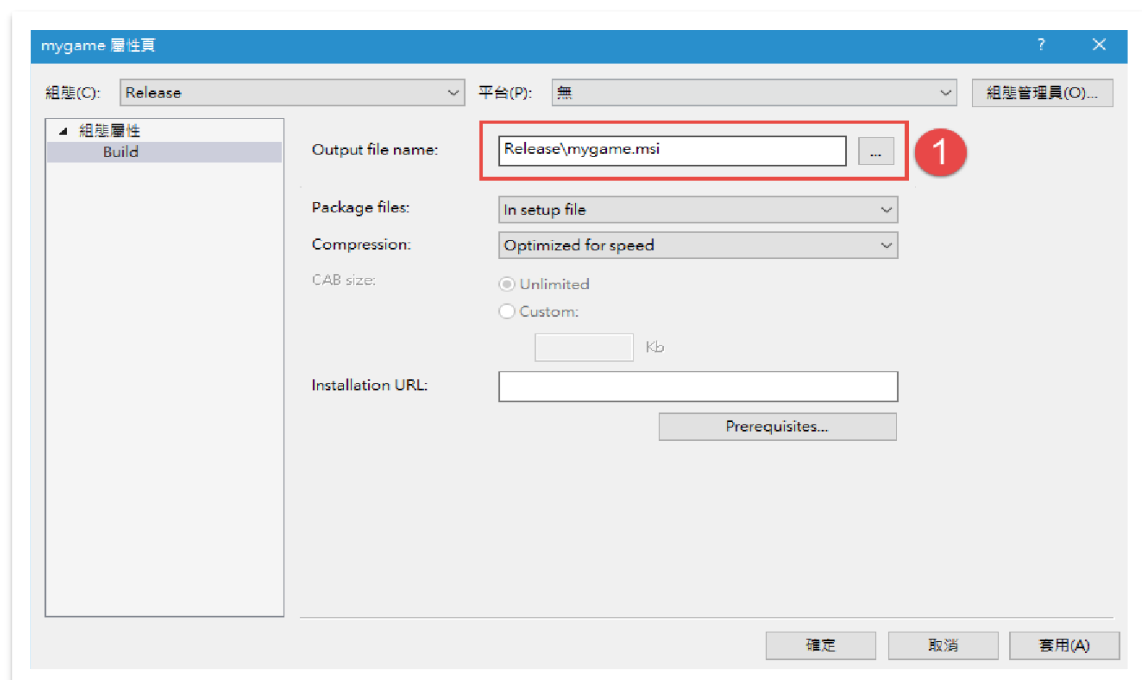 mygame 屬性頁 ? ×
組態(C): Release 平台(P): 無 組態管理員(O)...
組態屬性
Build
Output file name: Release\mygame.msi ... 1
Package files: In setup file
Compression: Optimized for speed
CAB size: Unlimited
Custom:
Kb
Installation URL:
Prerequisites...
確定 取消 套用(A)